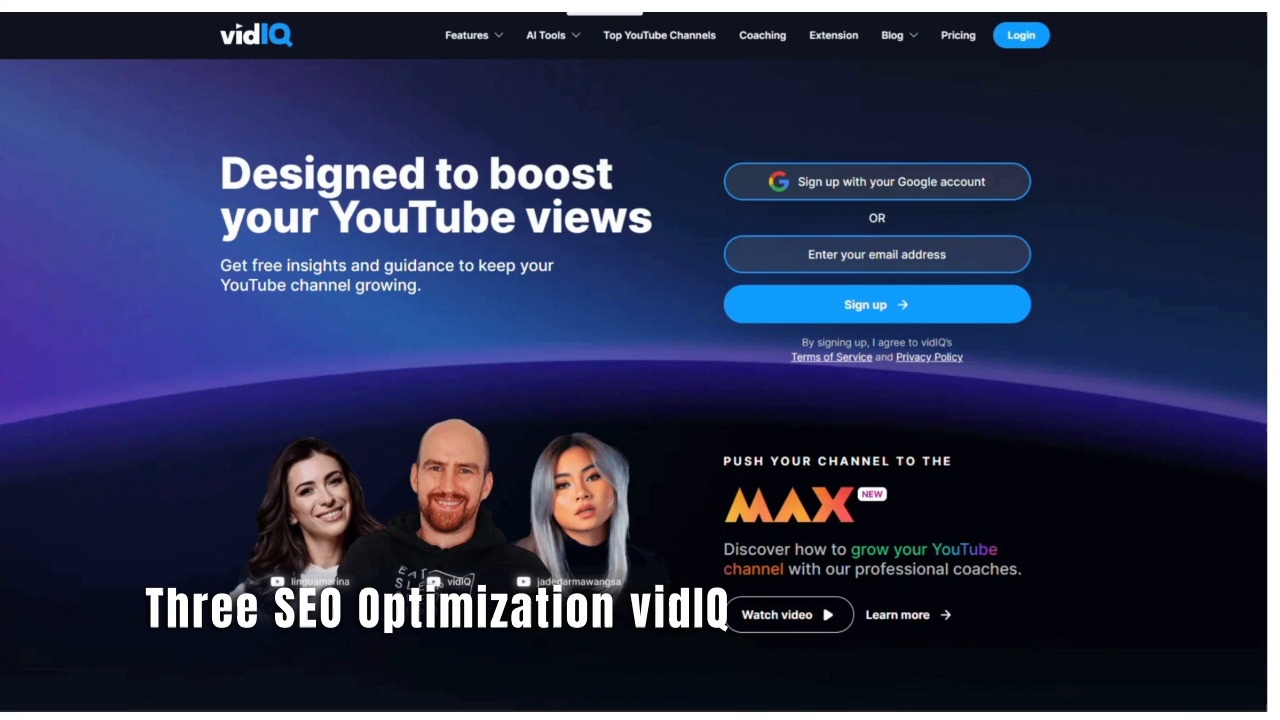 vidIQ
Features
AI Tools
Top YouTube Channels
Coaching
Extension
Blog
Pricing
Login
Designed to boost
your YouTube views
Get free insights and guidance to keep your
YouTube channel growing.
Sign up with your Google account
OR
Enter your email address
Sign up
By signing up, I agree to vidIQ's
Terms of Service and Privacy Policy
linguamarina
vidIQ
jadedarmawangsa
EAT
Three SEO Optimization vidIQ
PUSH YOUR CHANNEL TO THE
MAX NEW
Discover how to grow your YouTube
channel with our professional coaches.
Watch video
Learn more